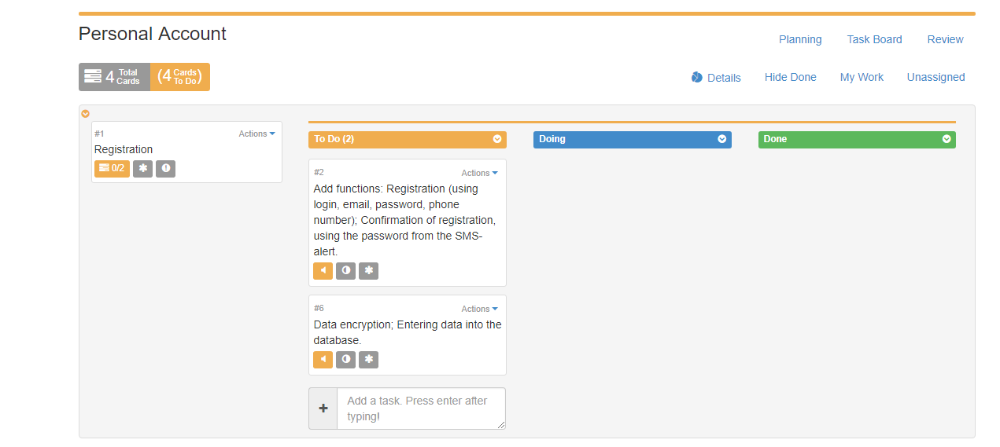 Personal Account
Planning Task Board Review
4 Total Cards (4 Cards To Do)
Details Hide Done My Work Unassigned
#1 Actions
Registration
0/2
To Do (2) Doing Done
#2 Actions
Add functions: Registration (using
login, email, password, phone
number); Confirmation of registration,
using the password from the SMS-
alert.
#6 Actions
Data encryption; Entering data into the
database.
Add a task. Press enter after
typing!